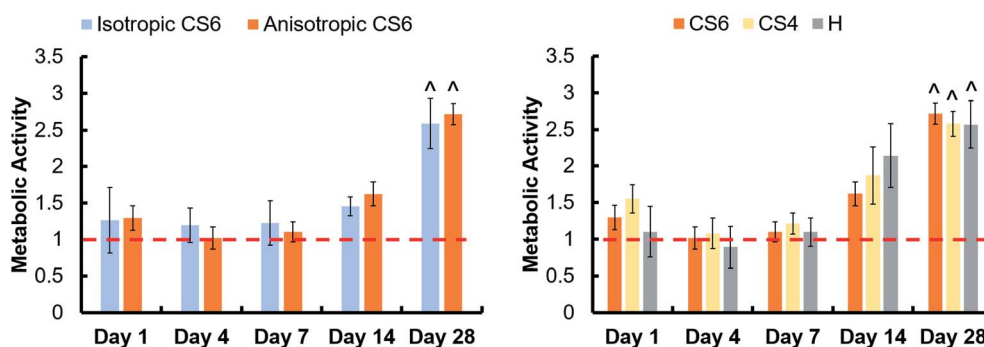 Isotropic CS6 Anisotropic CS6
Metabolic Activity
3.5
3
2.5
2
1.5
1
0.5
0
^ ^
Day 1 Day 4 Day 7 Day 14 Day 28
CS6 CS4 H
Metabolic Activity
3.5
3
2.5
2
1.5
1
0.5
0
^ ^ ^
Day 1 Day 4 Day 7 Day 14 Day 28